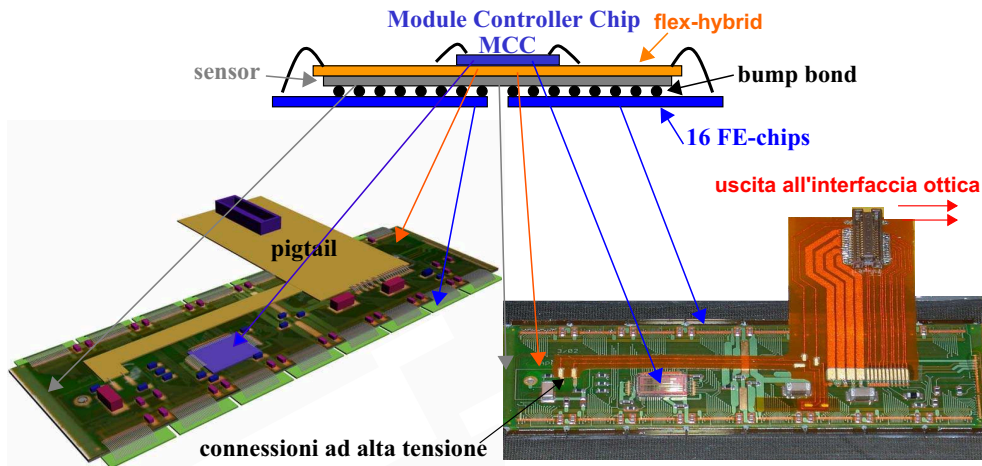 Module Controller Chip
MCC
flex-hybrid
sensor
bump bond
16 FE-chips
uscita all'interfaccia ottica
pigtail
connessioni ad alta tensione